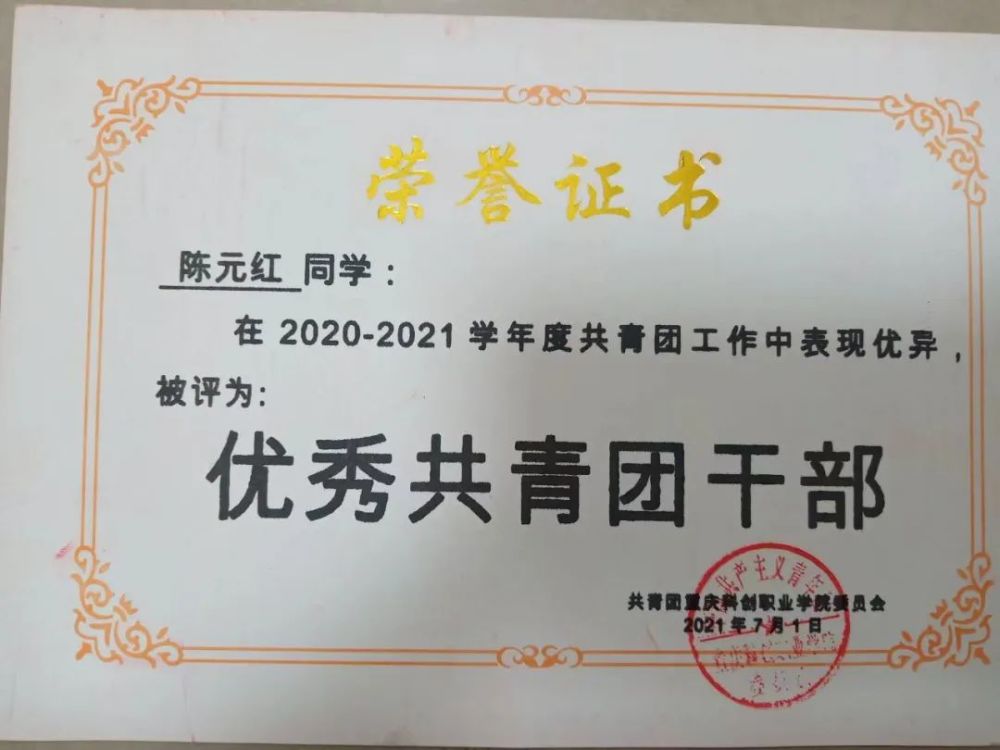 荣誉证书
陈元红 同学：
在 2020-2021 学年度共青团工作中表现优异，
被评为:
优秀共青团干部
共青团重庆科创职业学院委员会
2021 年 7 月 1 日